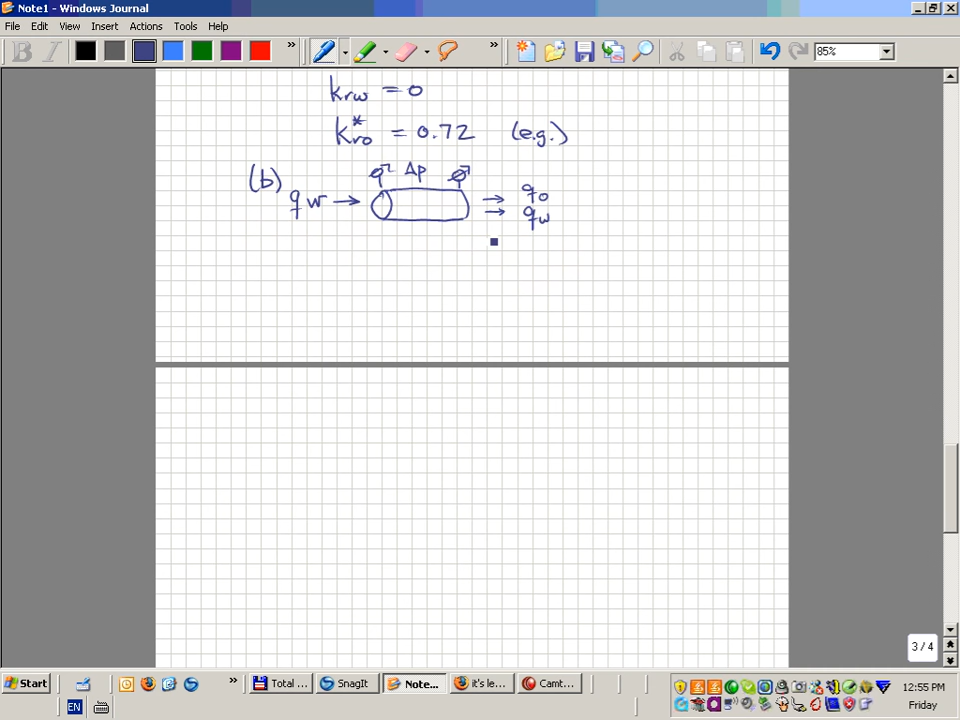 Note1 - Windows Journal
File Edit View Insert Actions Tools Help
B I 85%
krw = 0
k*ro = 0.72 (e.g.)
(b) Δp
qw → → qo
→ qw
3 / 4
Start Total ... SnagIt Note... it's le... Camt... 12:55 PM
EN Friday